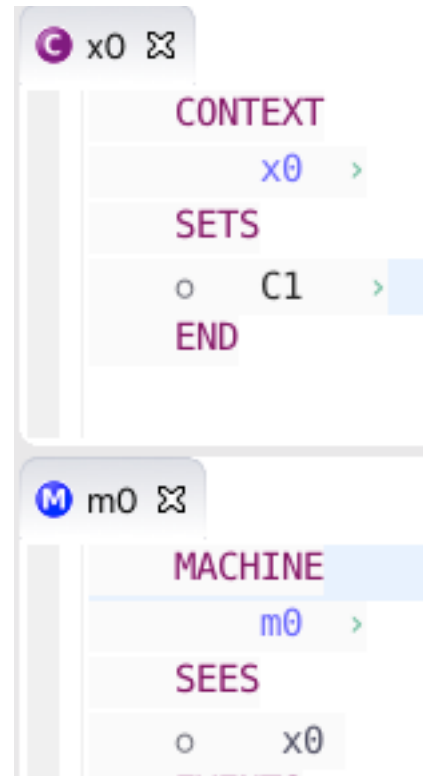 C x0
CONTEXT
x0 ›
SETS
○ C1 ›
END
M m0
MACHINE
m0 ›
SEES
○ x0